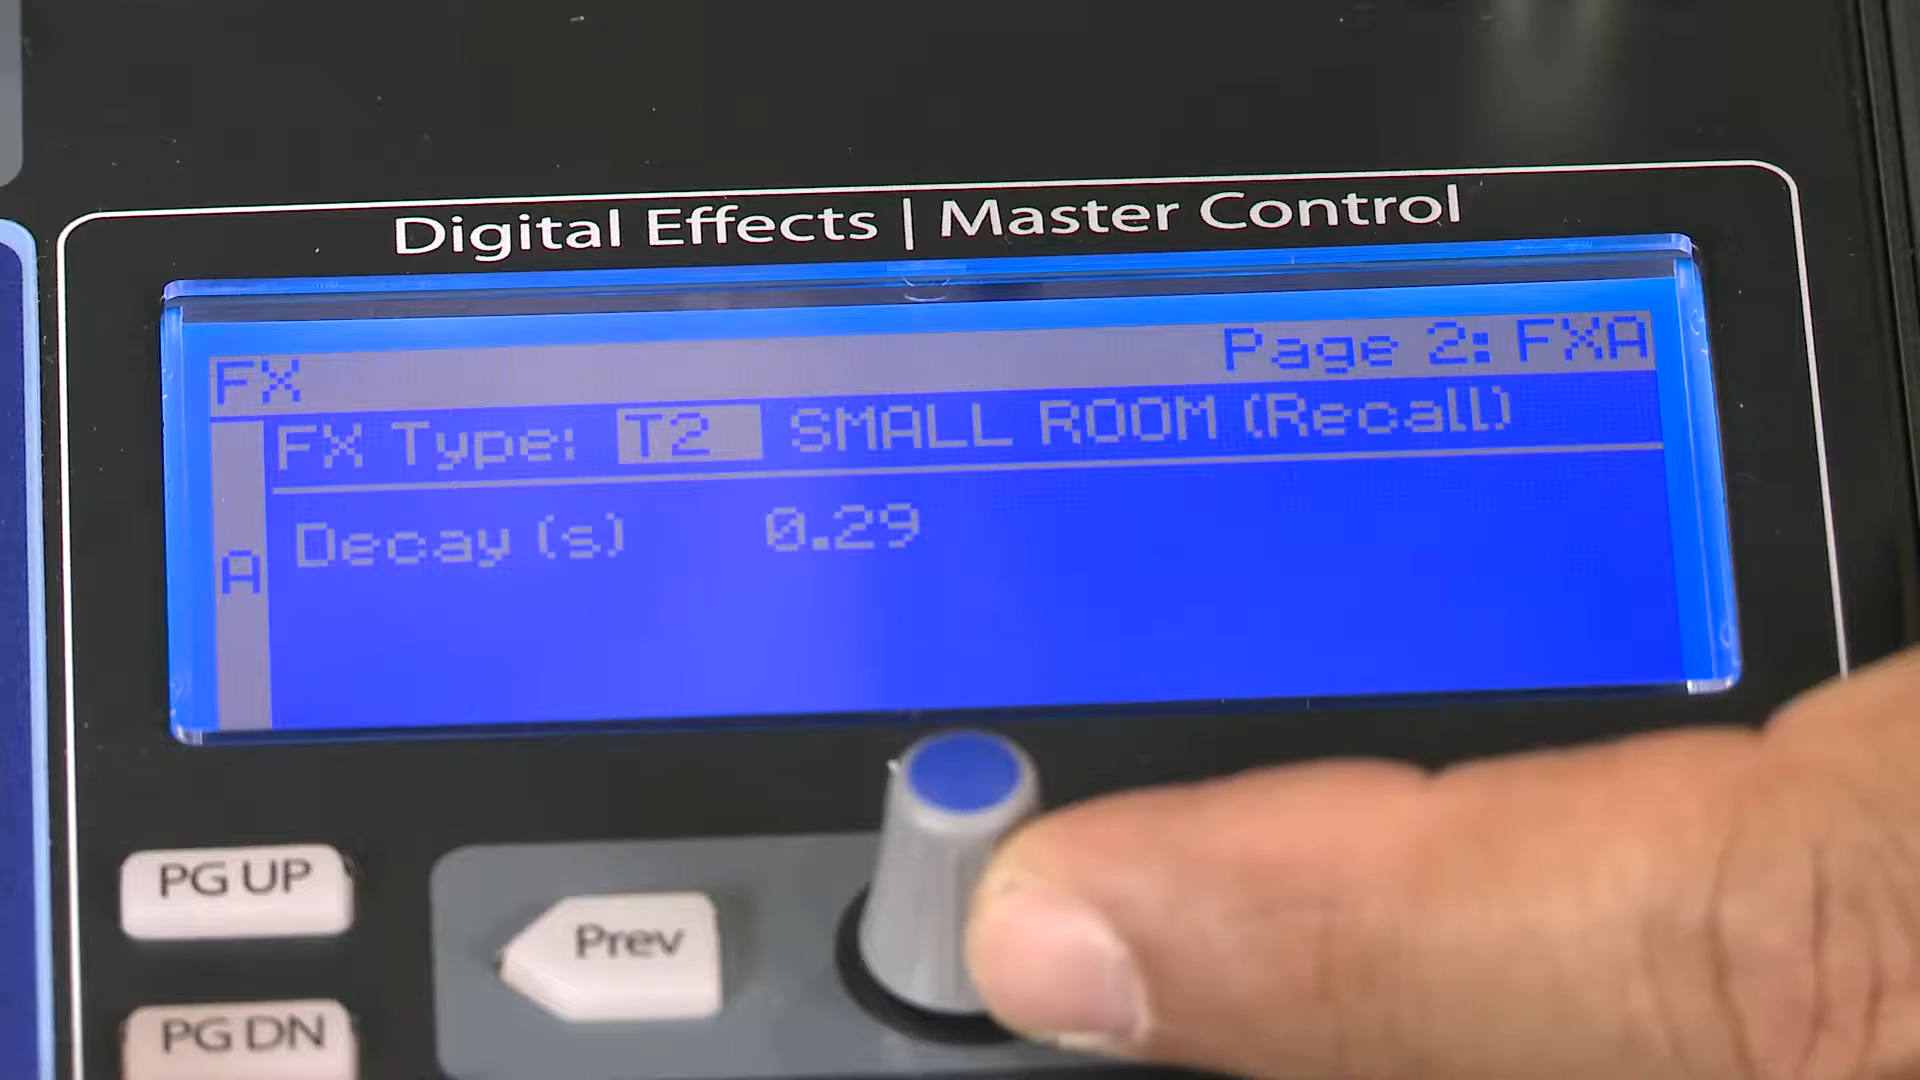 Digital Effects | Master Control
FX Page 2: FXA
FX Type: T2 SMALL ROOM (Recall)
Decay (s) 0.29
A
PG UP
Prev
PG DN